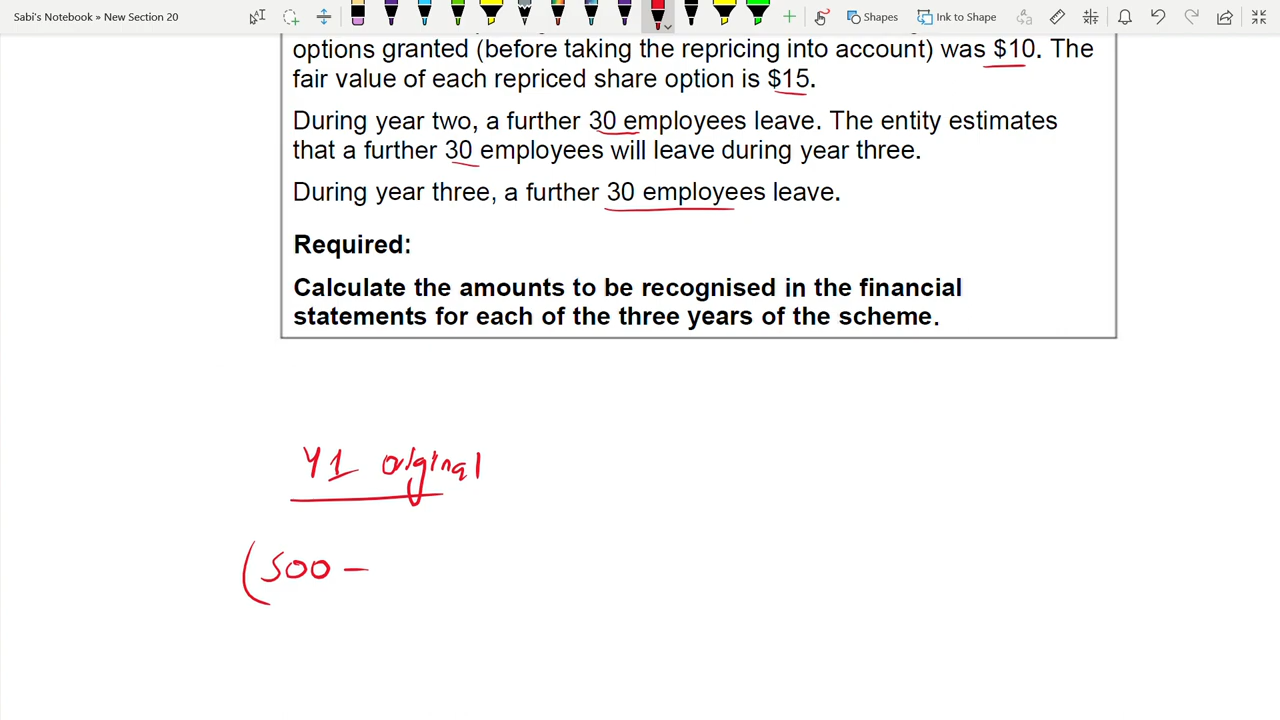 Sabi's Notebook » New Section 20
Shapes
Ink to Shape
options granted (before taking the repricing into account) was $10. The
fair value of each repriced share option is $15.
During year two, a further 30 employees leave. The entity estimates
that a further 30 employees will leave during year three.
During year three, a further 30 employees leave.
Required:
Calculate the amounts to be recognised in the financial
statements for each of the three years of the scheme.
Y1 original
(500 -